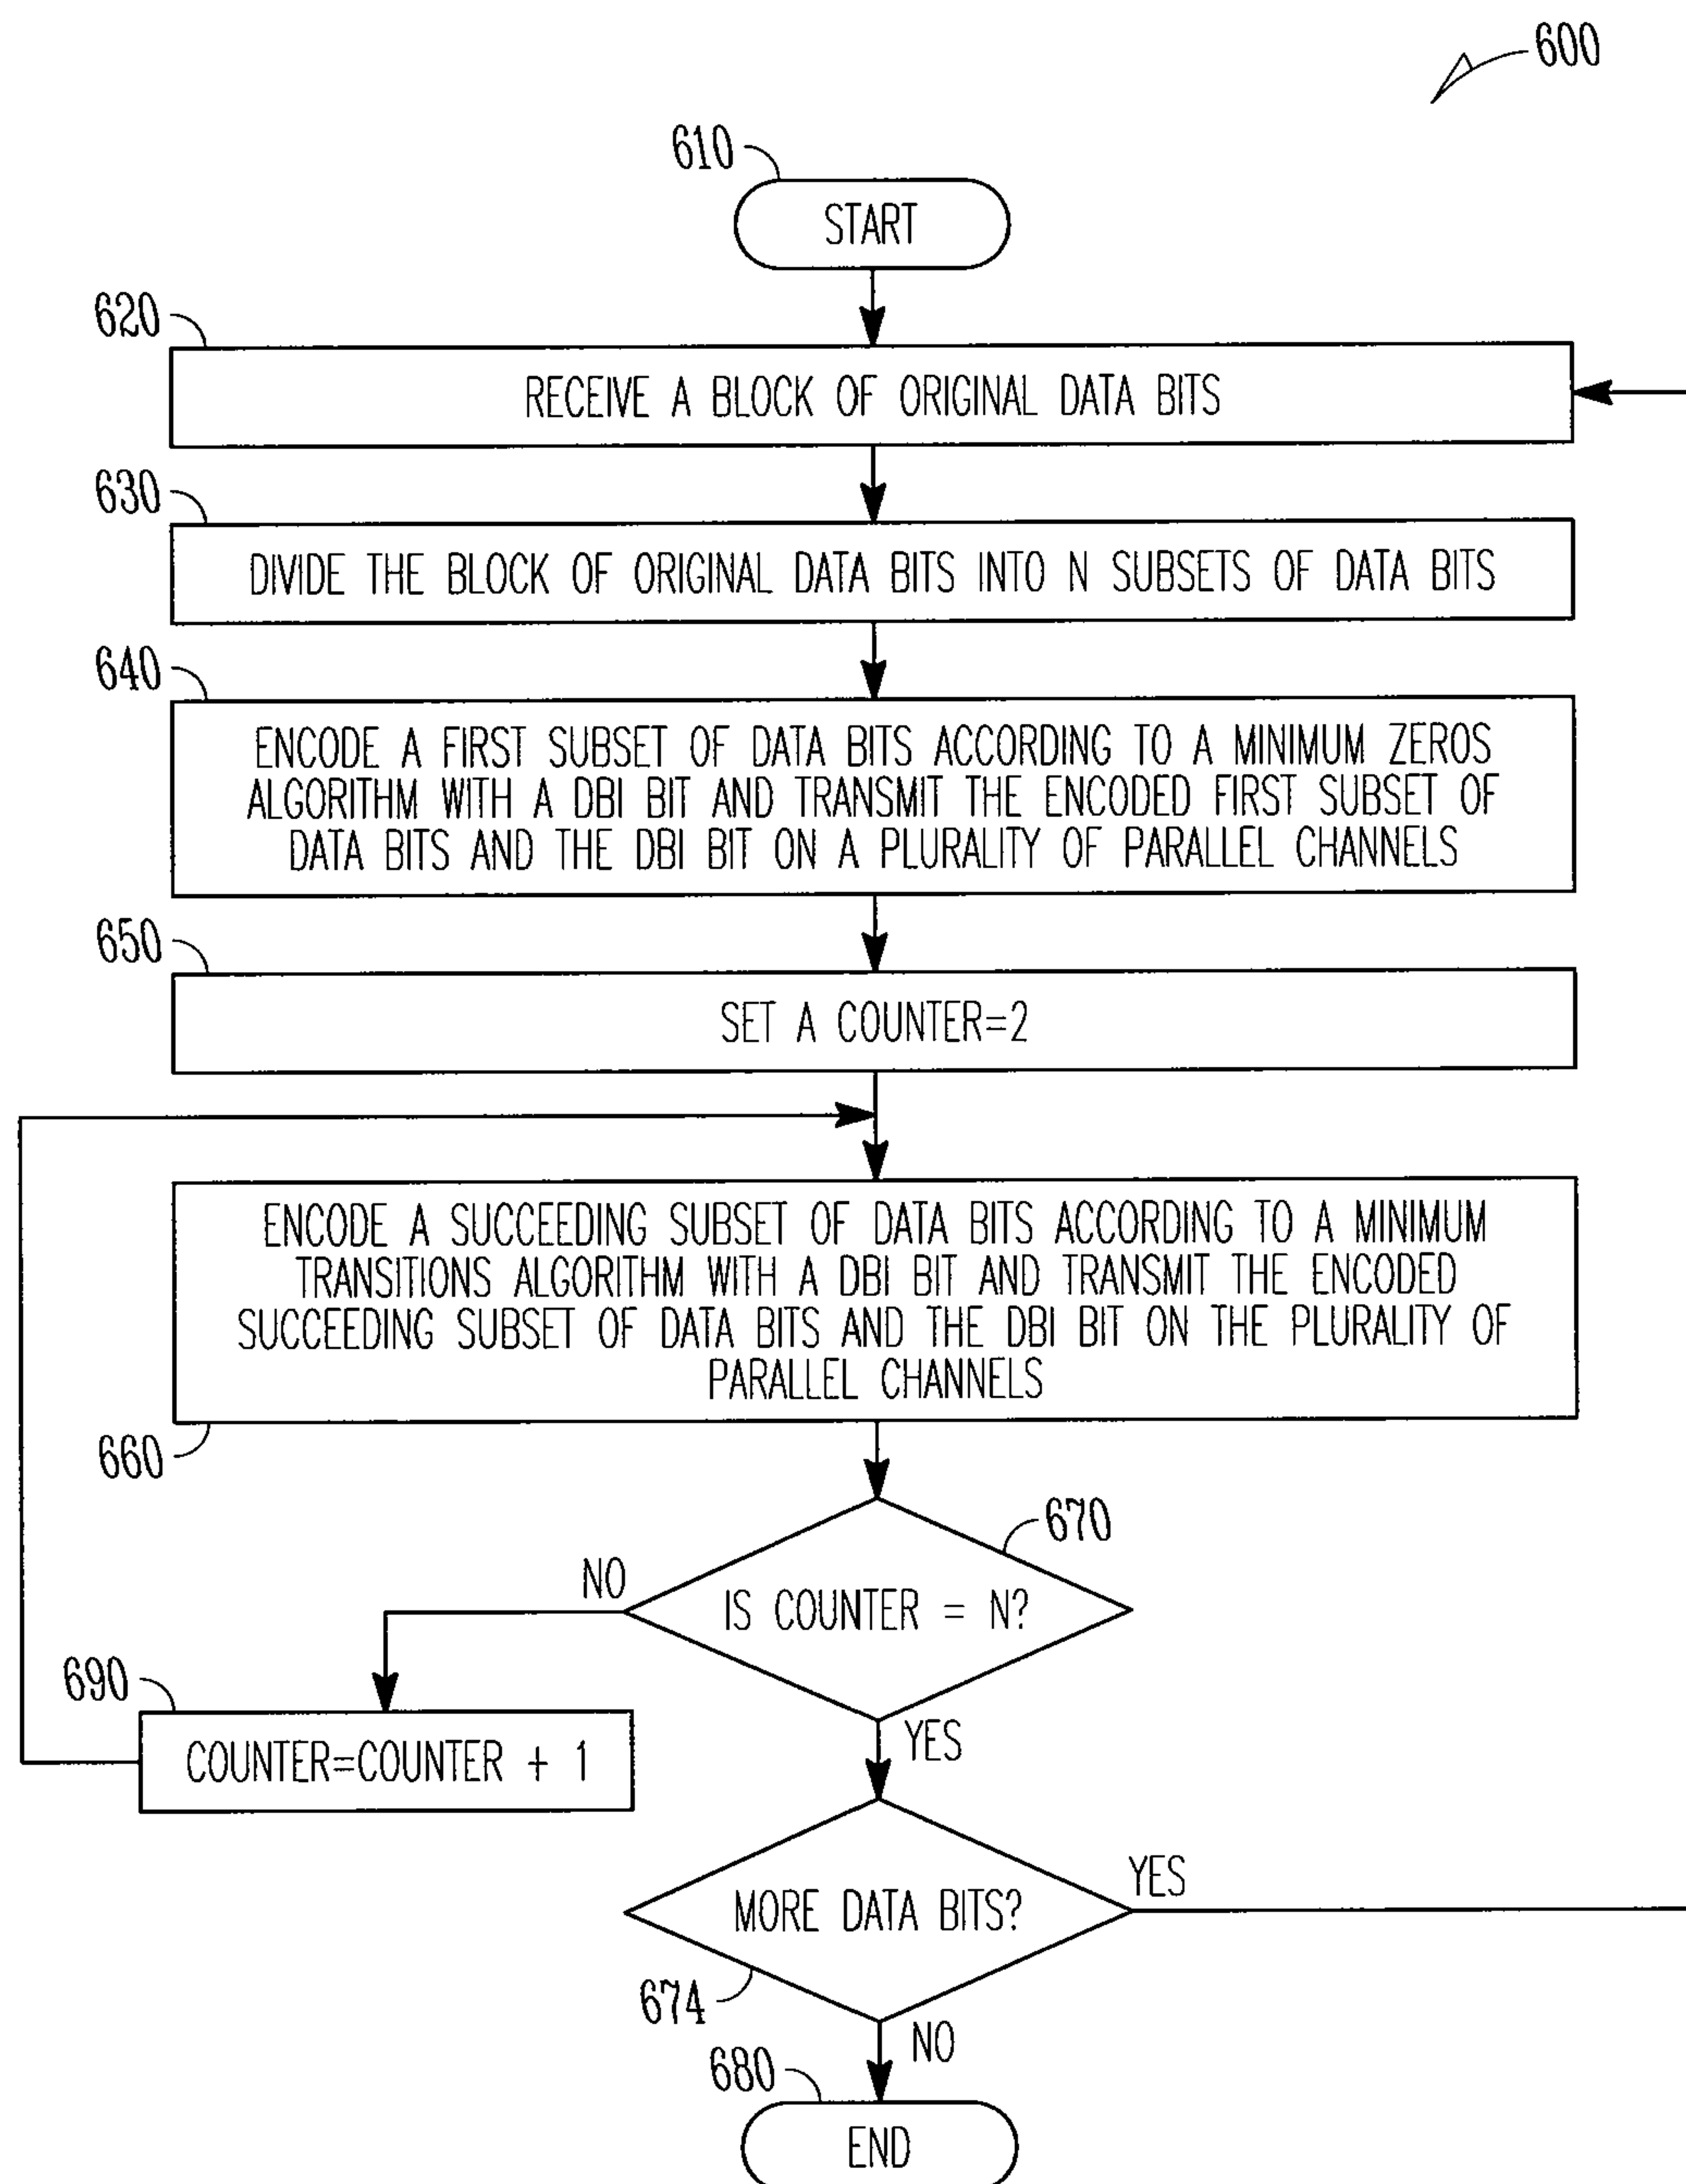 600
610
START
620
RECEIVE A BLOCK OF ORIGINAL DATA BITS
630
DIVIDE THE BLOCK OF ORIGINAL DATA BITS INTO N SUBSETS OF DATA BITS
640
ENCODE A FIRST SUBSET OF DATA BITS ACCORDING TO A MINIMUM ZEROS
ALGORITHM WITH A DBI BIT AND TRANSMIT THE ENCODED FIRST SUBSET OF
DATA BITS AND THE DBI BIT ON A PLURALITY OF PARALLEL CHANNELS
650
SET A COUNTER=2
ENCODE A SUCCEEDING SUBSET OF DATA BITS ACCORDING TO A MINIMUM
TRANSITIONS ALGORITHM WITH A DBI BIT AND TRANSMIT THE ENCODED
SUCCEEDING SUBSET OF DATA BITS AND THE DBI BIT ON THE PLURALITY OF
PARALLEL CHANNELS
660
670
NO
IS COUNTER = N?
690
YES
COUNTER=COUNTER + 1
YES
MORE DATA BITS?
674
NO
680
END